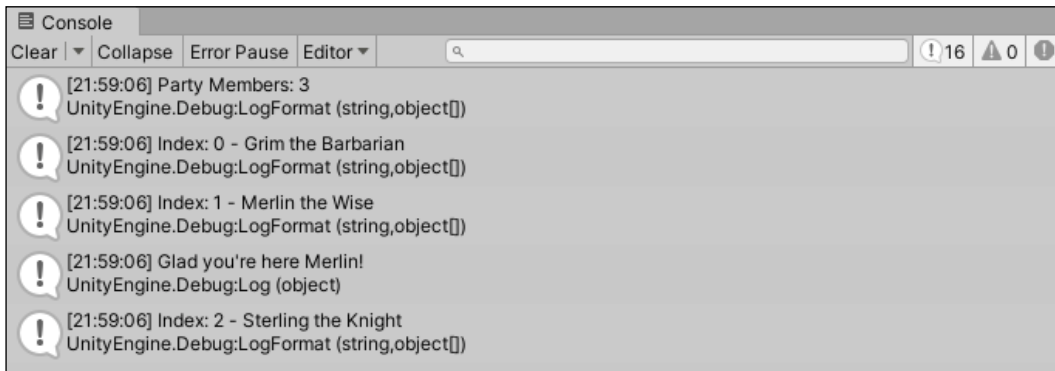 Console
Clear Collapse Error Pause Editor 16 0
[21:59:06] Party Members: 3
UnityEngine.Debug:LogFormat (string,object[])
[21:59:06] Index: 0 - Grim the Barbarian
UnityEngine.Debug:LogFormat (string,object[])
[21:59:06] Index: 1 - Merlin the Wise
UnityEngine.Debug:LogFormat (string,object[])
[21:59:06] Glad you're here Merlin!
UnityEngine.Debug:Log (object)
[21:59:06] Index: 2 - Sterling the Knight
UnityEngine.Debug:LogFormat (string,object[])